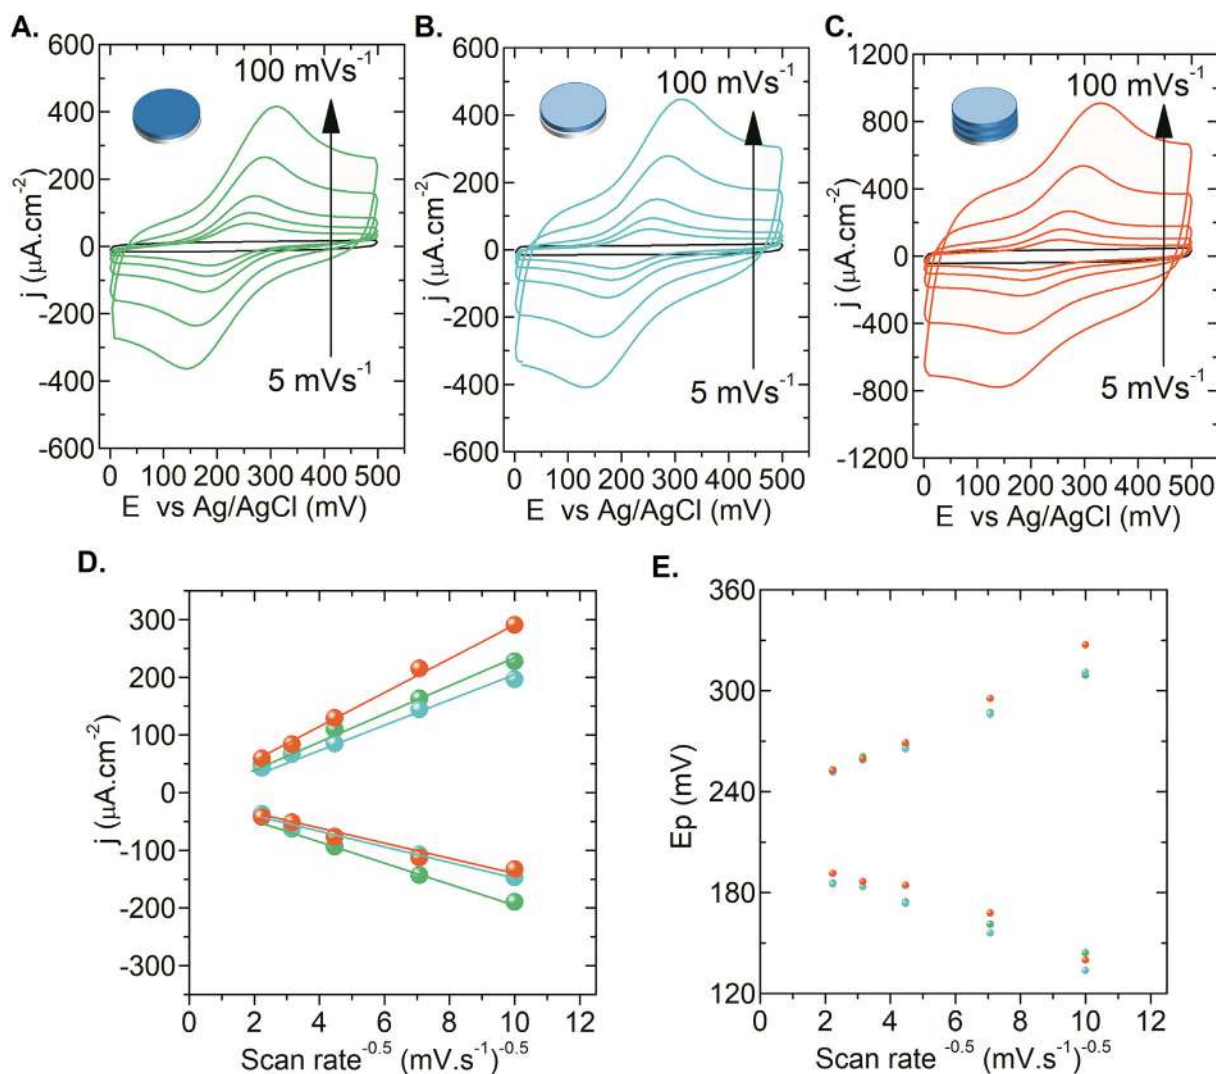 A.
600
400
200
0
-200
-400
-600
j (μA.cm⁻²)
100 mVs⁻¹
5 mVs⁻¹
0 100 200 300 400 500
E vs Ag/AgCl (mV)
B.
600
400
200
0
-200
-400
-600
j (μA.cm⁻²)
100 mVs⁻¹
5 mVs⁻¹
0 100 200 300 400 500
E vs Ag/AgCl (mV)
C.
1200
800
400
0
-400
-800
-1200
j (μA.cm⁻²)
100 mVs⁻¹
5 mVs⁻¹
0 100 200 300 400 500
E vs Ag/AgCl (mV)
D.
300
200
100
0
-100
-200
-300
j (μA.cm⁻²)
0 2 4 6 8 10 12
Scan rate⁻⁰·⁵ (mV.s⁻¹)⁻⁰·⁵
E.
360
300
240
180
120
Ep (mV)
0 2 4 6 8 10 12
Scan rate ⁻⁰·⁵ (mV.s⁻¹)⁻⁰·⁵